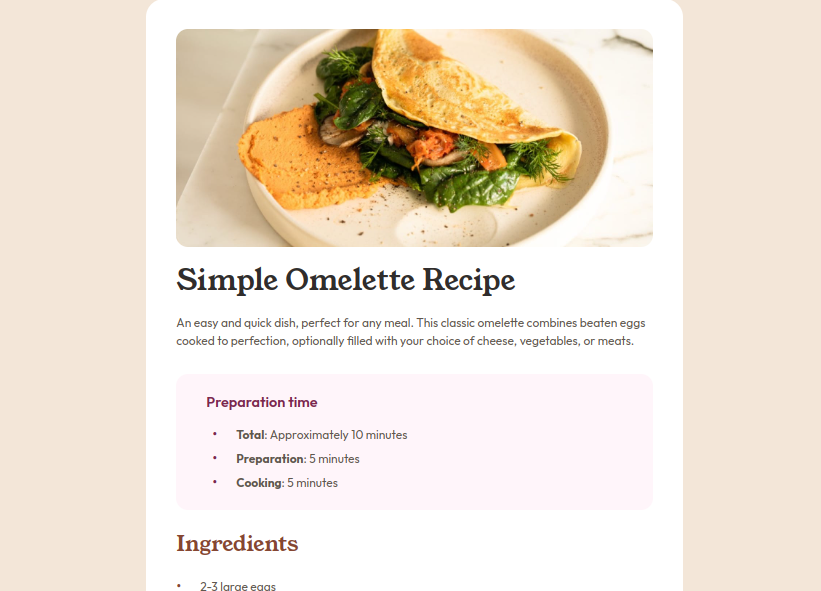 Simple Omelette Recipe
An easy and quick dish, perfect for any meal. This classic omelette combines beaten eggs
cooked to perfection, optionally filled with your choice of cheese, vegetables, or meats.
Preparation time
• Total: Approximately 10 minutes
• Preparation: 5 minutes
• Cooking: 5 minutes
Ingredients
• 2-3 large eggs